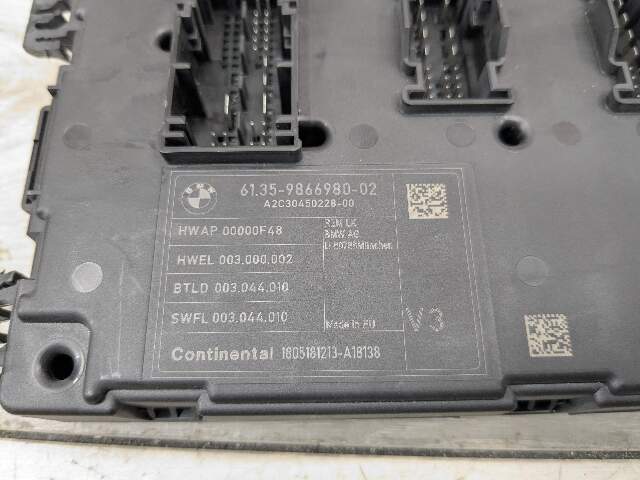 BMW
61.35-9866980-02
A2C30450228-00
HWAP 00000F48
HWEL 003.000.002
BTLD 003.044.010
SWFL 003.044.010
BMW AG
Made in EU
V3
Continental 1805181213-A18138